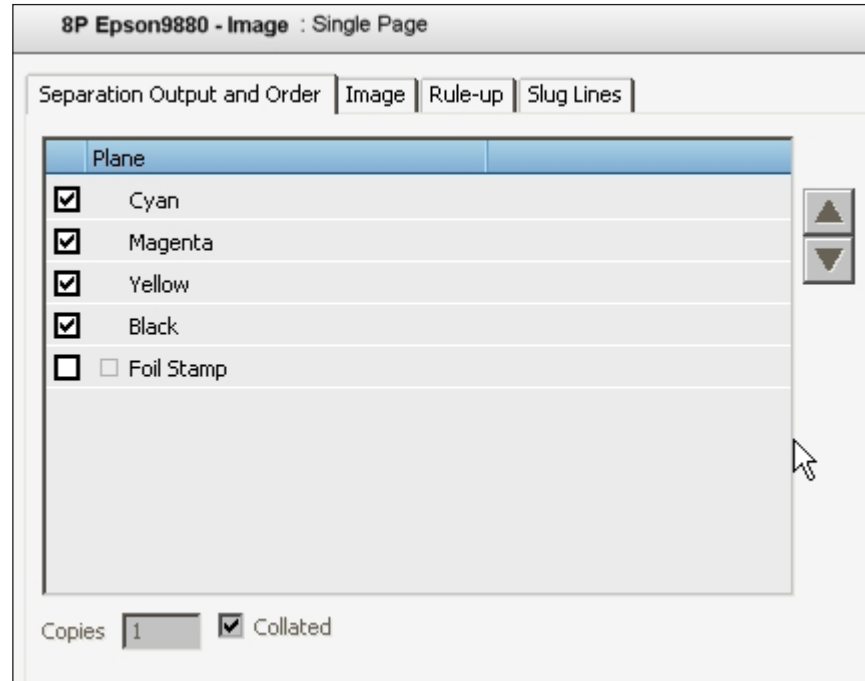 8P Epson9880 - Image : Single Page
Separation Output and Order Image Rule-up Slug Lines
Plane
Cyan
Magenta
Yellow
Black
Foil Stamp
Copies 1 Collated